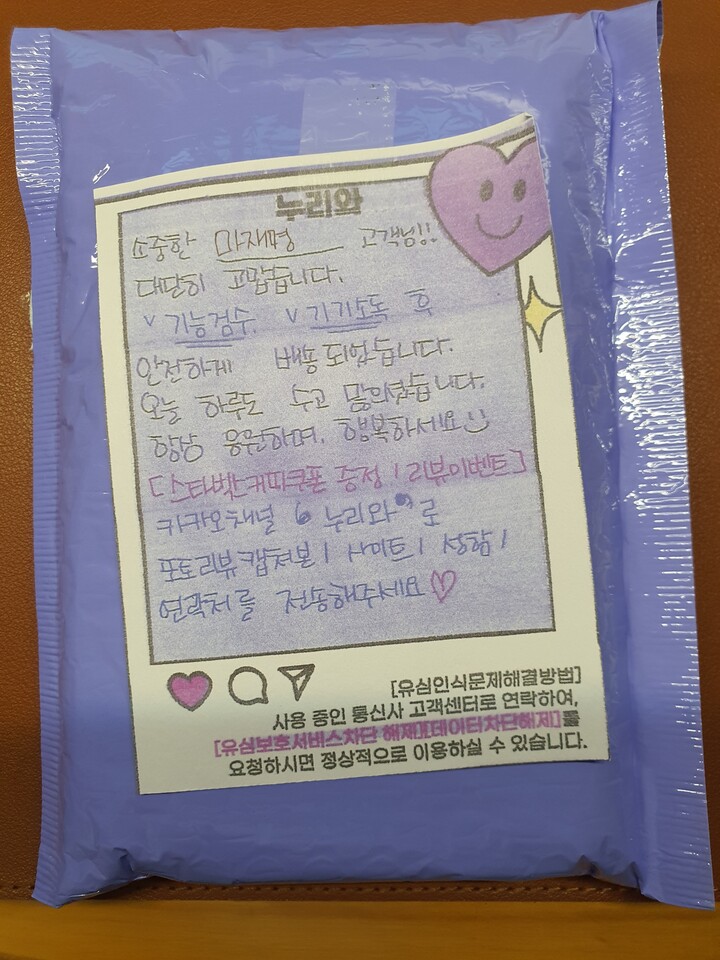 누리와
소중한 마재명 고객님!!
대단히 고맙습니다.
v 기능검수. v 기기소독 후
안전하게 배송 되었습니다.
오늘 하루도 수고 많으셨습니다.
항상 응원하며. 행복하세요
[스타벅스커피쿠폰 증정 / 리뷰이벤트]
카카오채널 6 누리와 9 로
포토리뷰 캡쳐본 / 사이트 / 성함 /
연락처를 전송해주세요♡
[유심인식문제해결방법]
사용 중인 통신사 고객센터로 연락하여,
[유심보호서비스차단 해제][데이터차단해제]를
요청하시면 정상적으로 이용하실 수 있습니다.